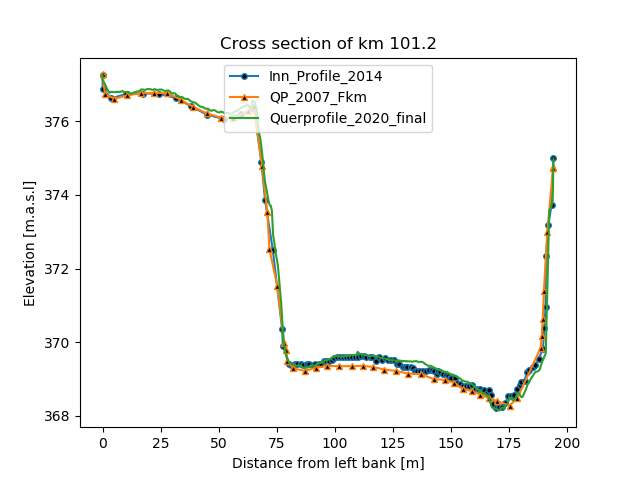 Cross section of km 101.2
Inn_Profile_2014
QP_2007_Fkm
Querprofile_2020_final
Elevation [m.a.s.l]
376
374
372
370
368
0 25 50 75 100 125 150 175 200
Distance from left bank [m]